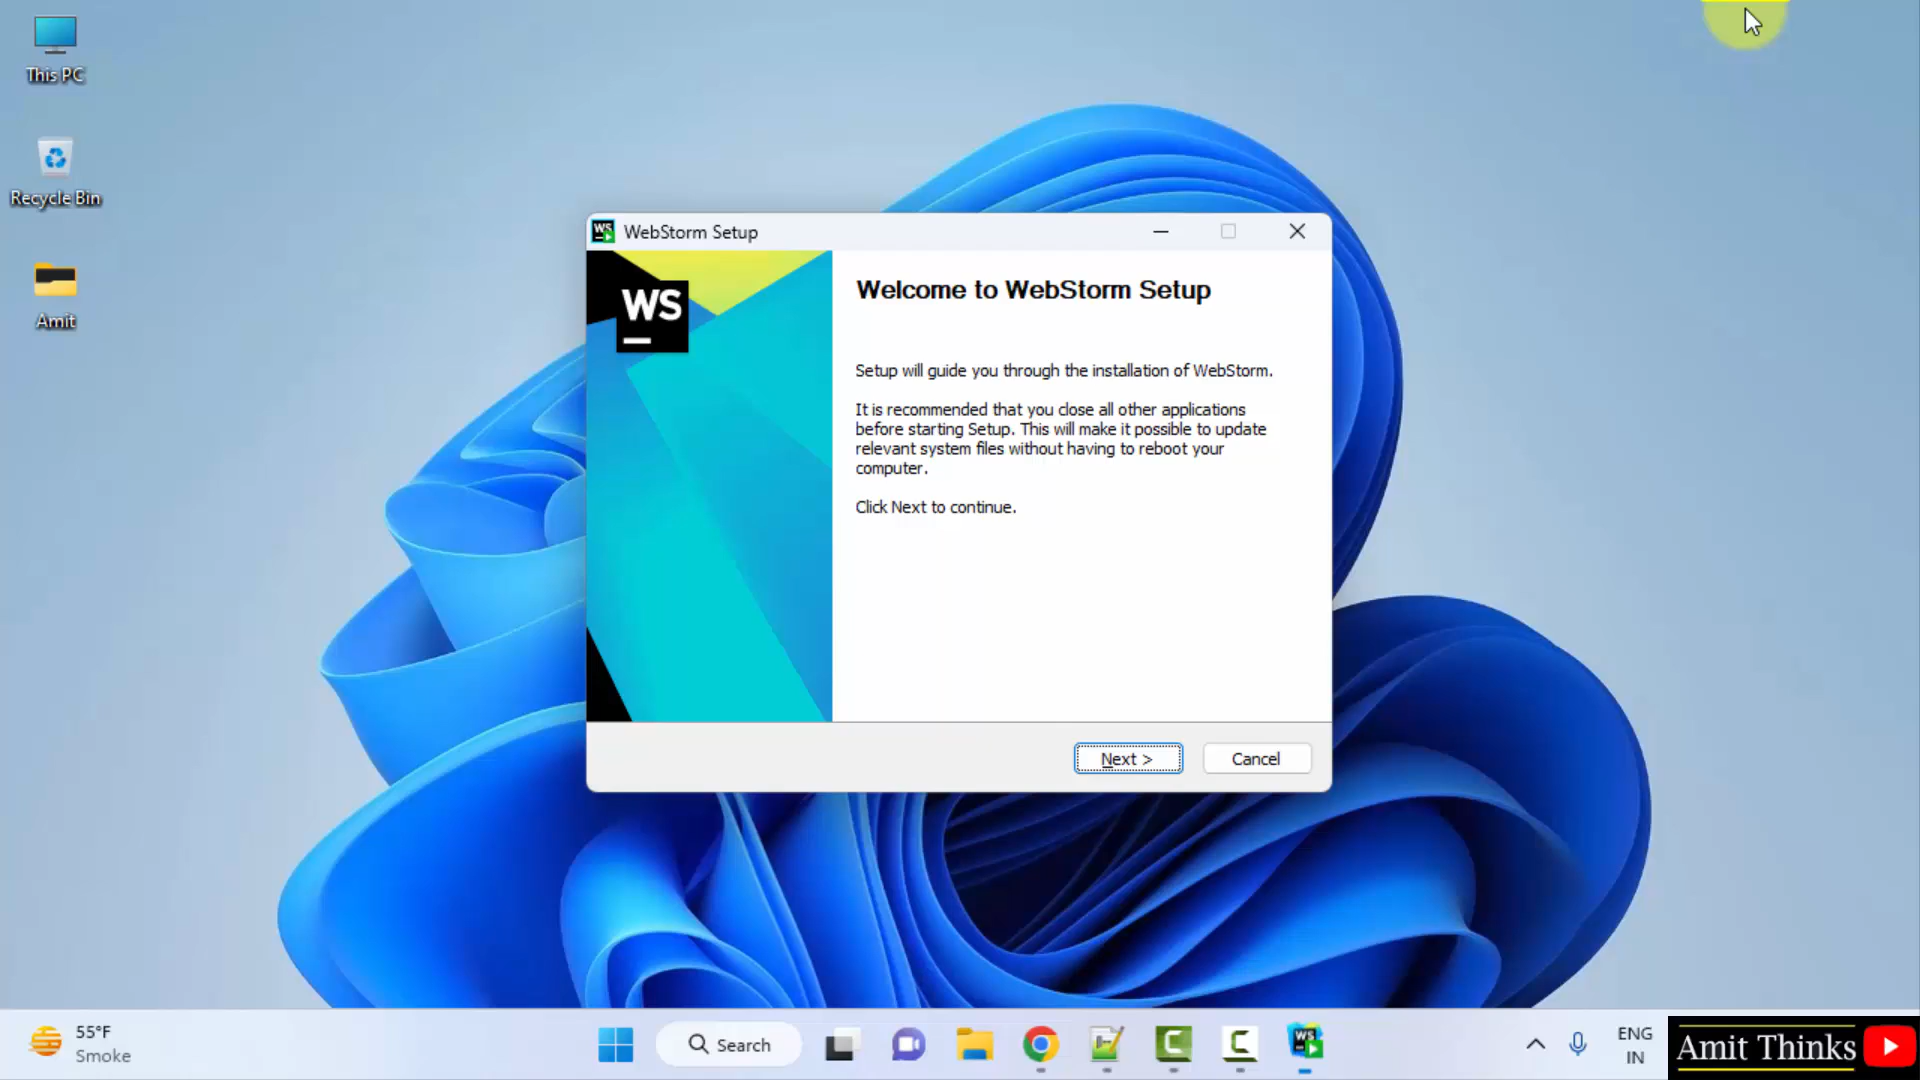 This PC
Recycle Bin
Amit
WS
WebStorm Setup
WS
Welcome to WebStorm Setup
Setup will guide you through the installation of WebStorm.
It is recommended that you close all other applications
before starting Setup. This will make it possible to update
relevant system files without having to reboot your
computer.
Click Next to continue.
Next >
Cancel
55°F
Smoke
Search
WS
ENG
IN
Amit Thinks